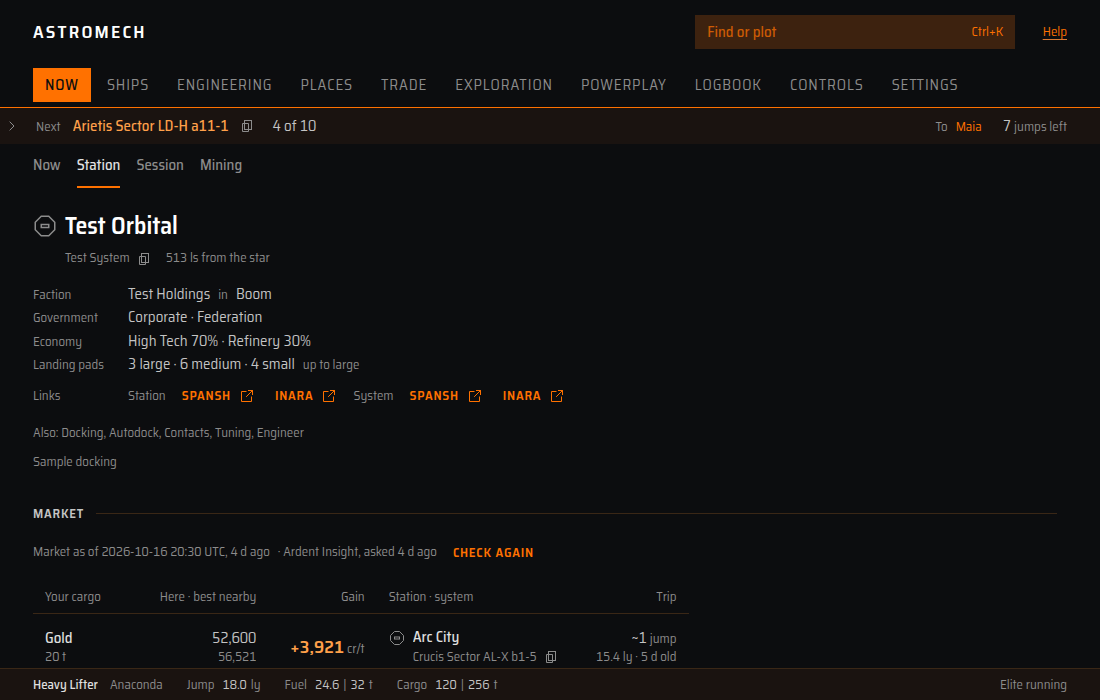 ASTROMECH
Find or plot Ctrl+K Help
NOW SHIPS ENGINEERING PLACES TRADE EXPLORATION POWERPLAY LOGBOOK CONTROLS SETTINGS
Next Arietis Sector LD-H a11-1 4 of 10 To Maia 7 jumps left
Now Station Session Mining
Test Orbital
Test System 513 ls from the star
Faction Test Holdings in Boom
Government Corporate · Federation
Economy High Tech 70% · Refinery 30%
Landing pads 3 large · 6 medium · 4 small up to large
Links Station SPANSH INARA System SPANSH INARA
Also: Docking, Autodock, Contacts, Tuning, Engineer
Sample docking
MARKET
Market as of 2026-10-16 20:30 UTC, 4 d ago · Ardent Insight, asked 4 d ago CHECK AGAIN
Your cargo Here · best nearby Gain Station · system Trip
Gold 52,600 +3,921 cr/t Arc City ~1 jump
20 t 56,521 Crucis Sector AL-X b1-5 15.4 ly · 5 d old
Heavy Lifter Anaconda Jump 18.0 ly Fuel 24.6 | 32 t Cargo 120 | 256 t Elite running